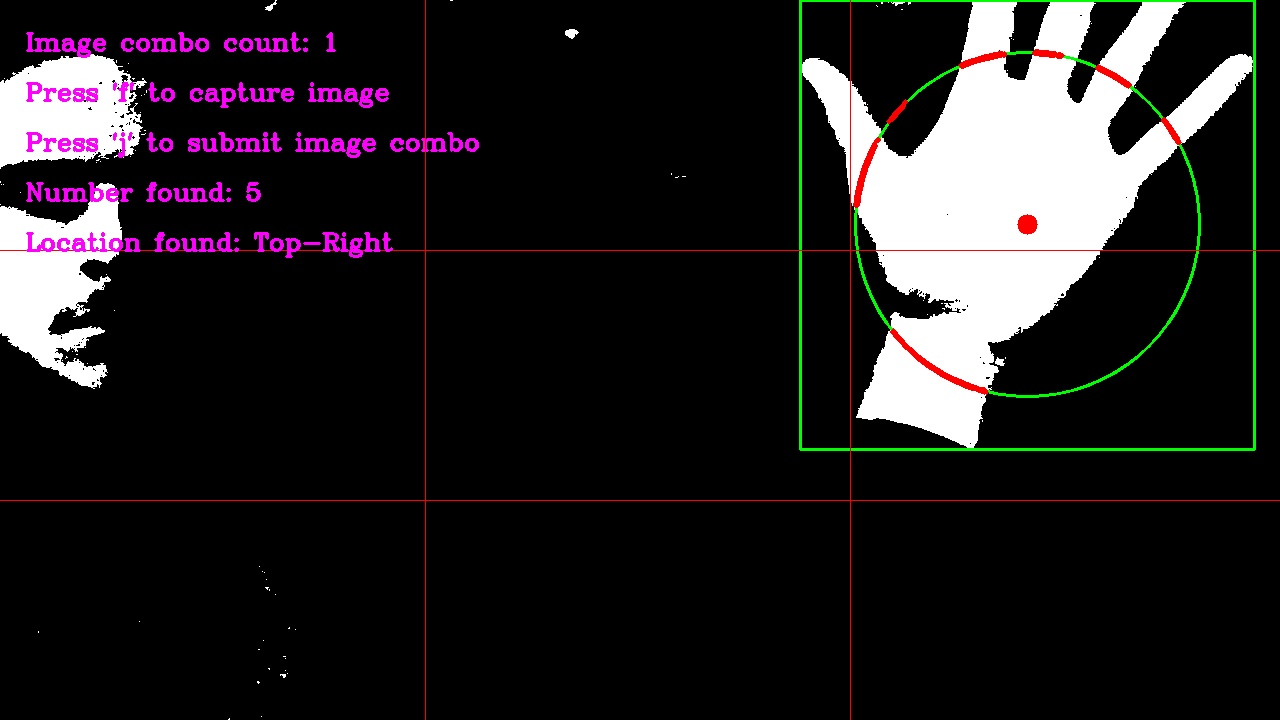 Image combo count: 1
Press 'f' to capture image
Press 'j' to submit image combo
Number found: 5
Location found: Top-Right